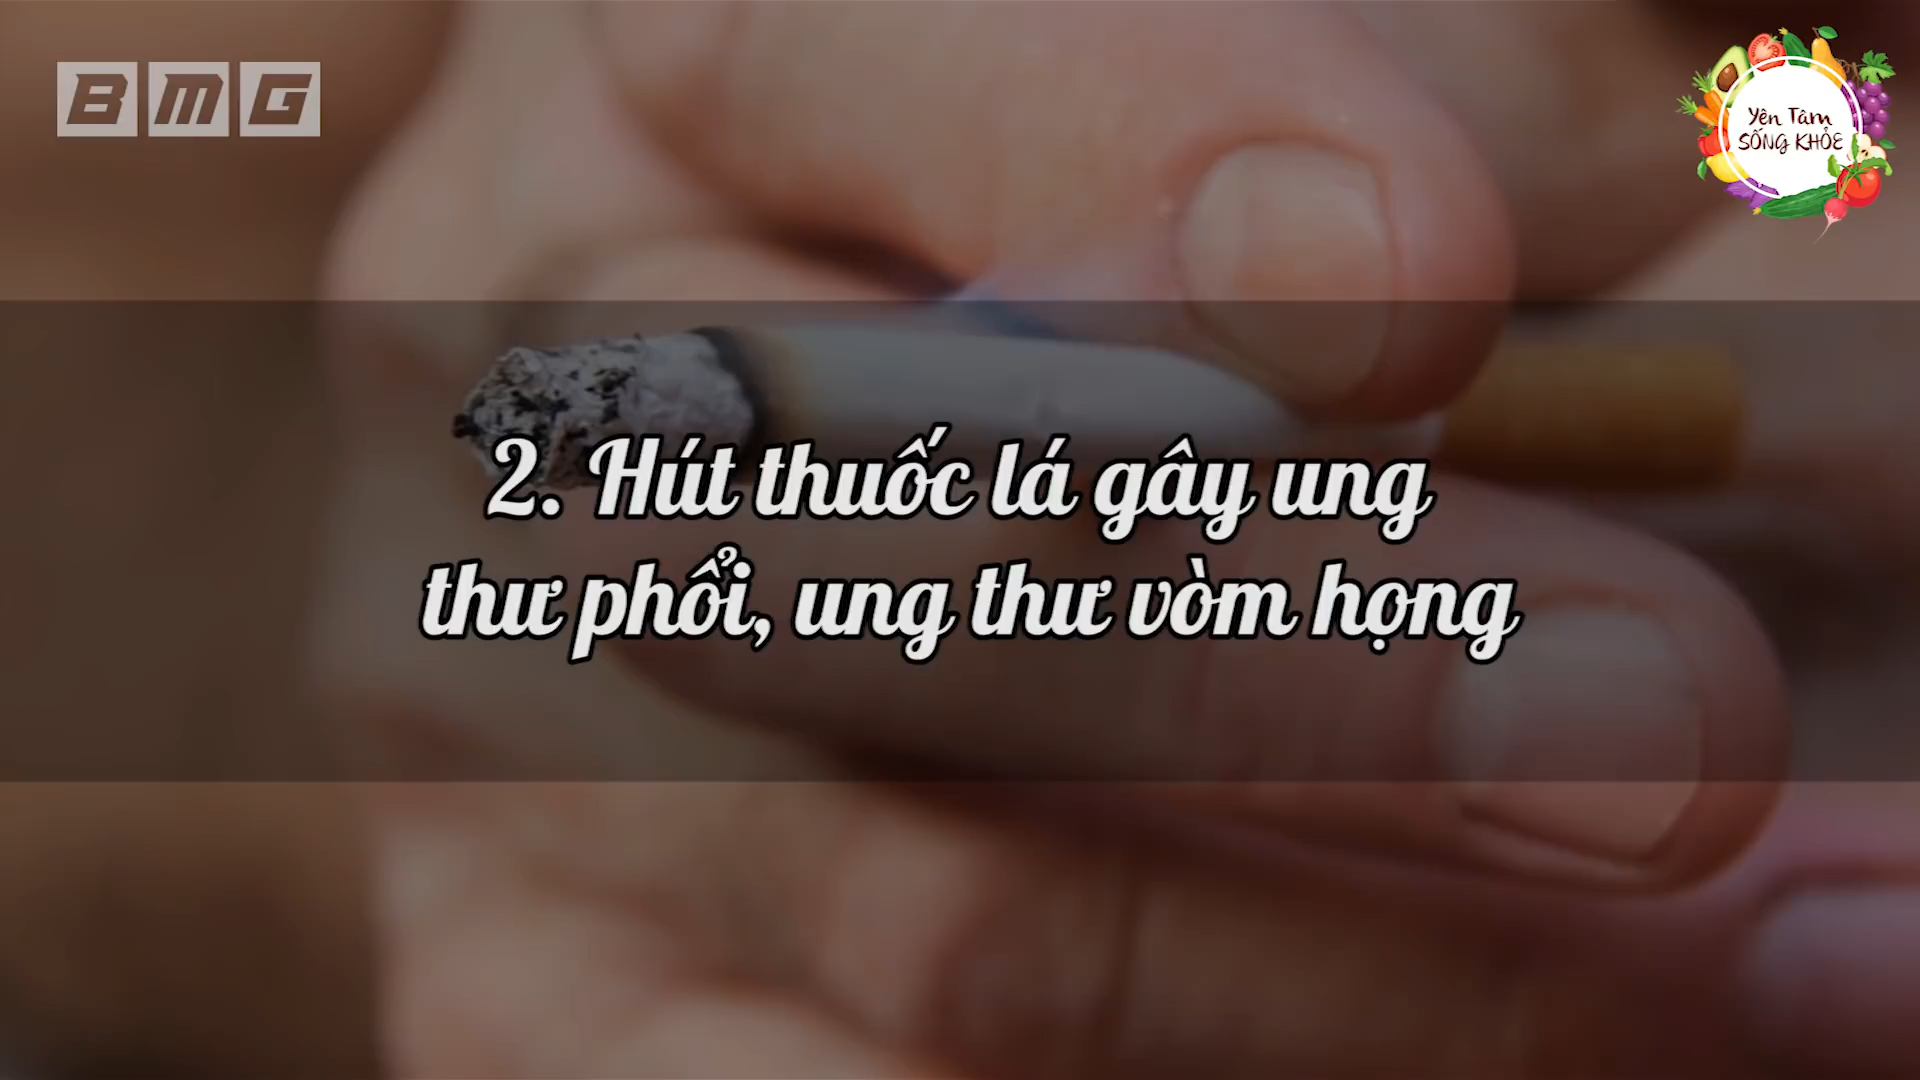 BMG
Yên Tâm
SỐNG KHỎE
2. Hút thuốc lá gây ung
thư phổi, ung thư vòm họng